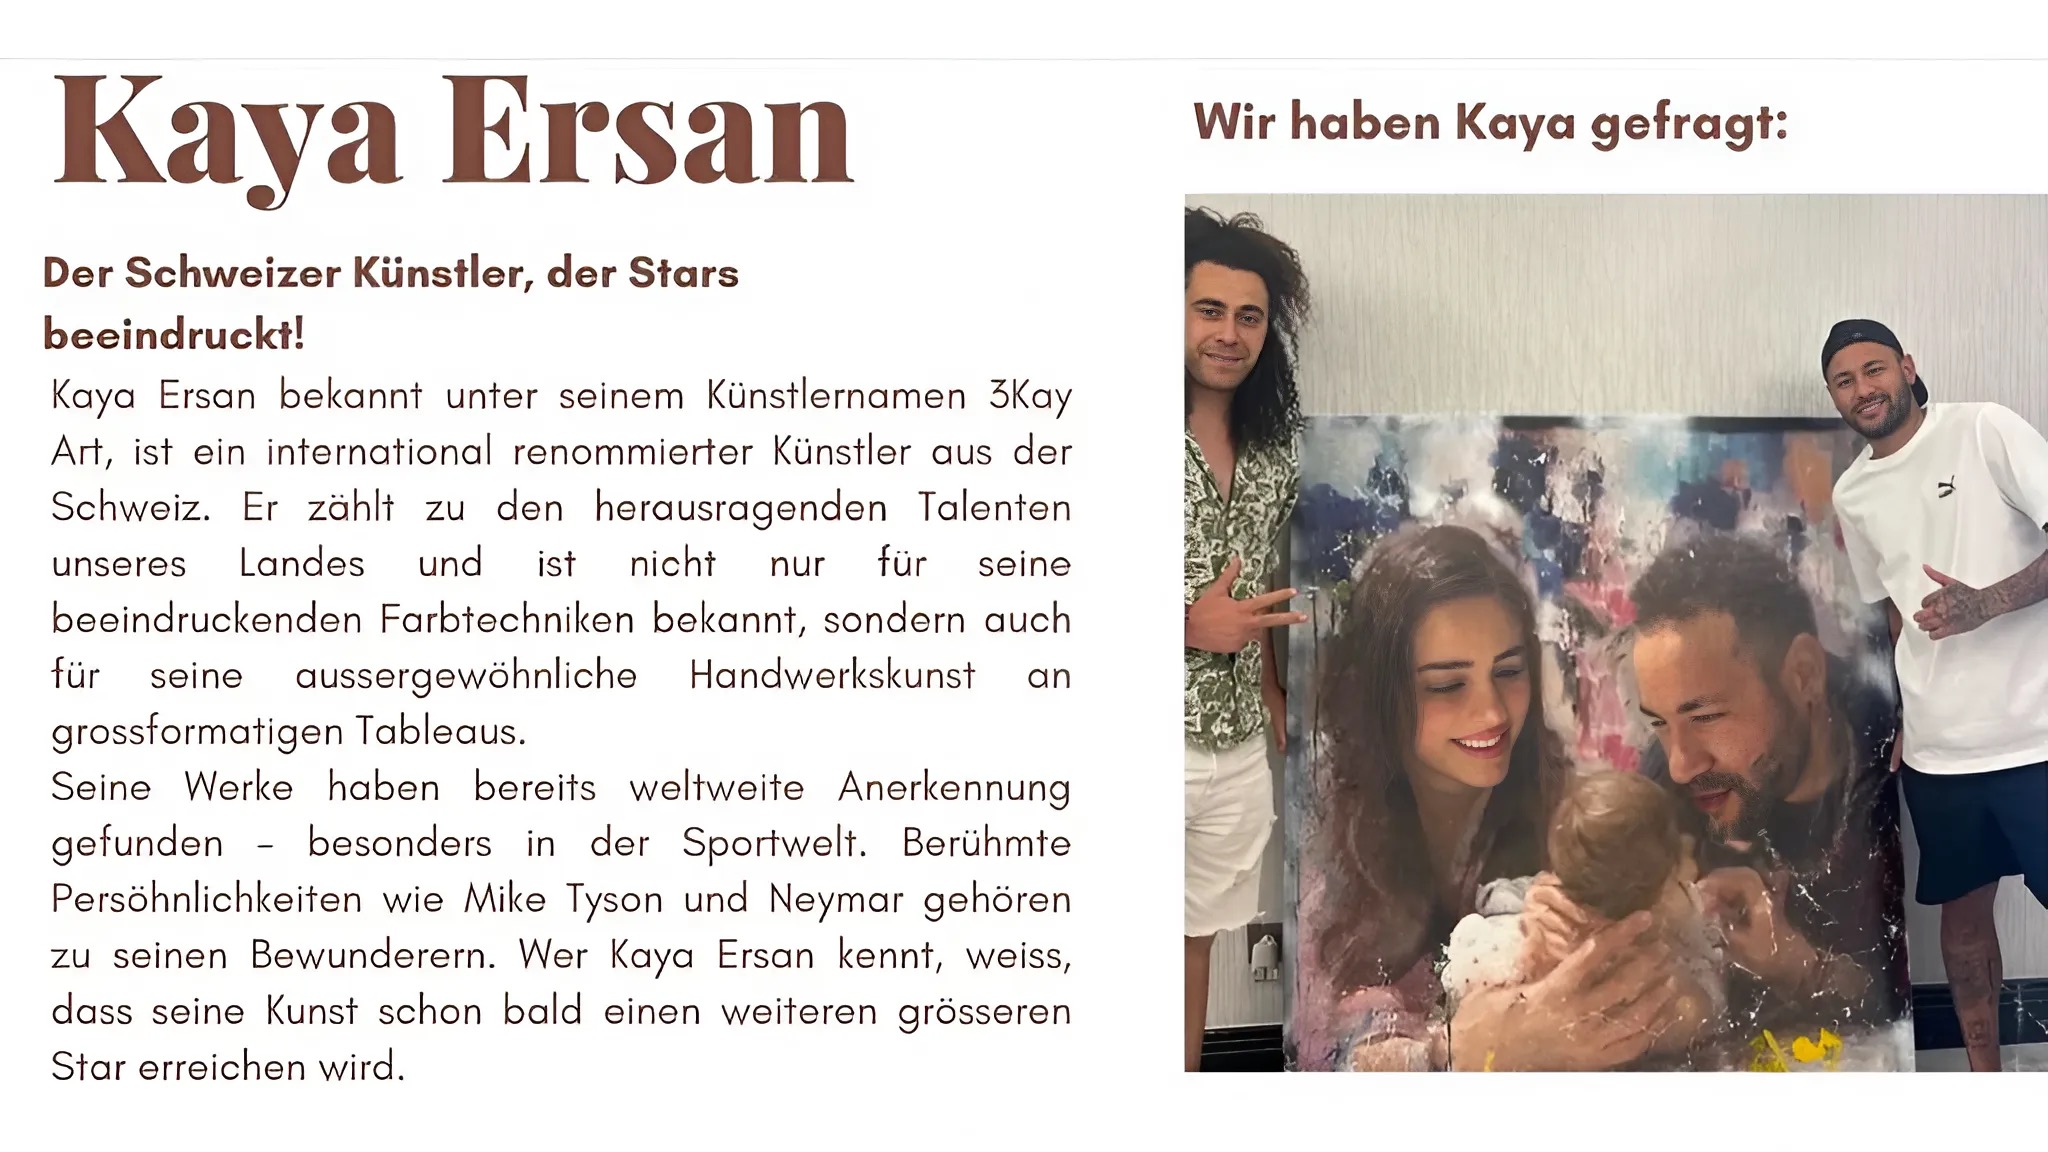 Kaya Ersan
Der Schweizer Künstler, der Stars
beeindruckt!
Kaya Ersan bekannt unter seinem Künstlernamen 3Kay
Art, ist ein international renommierter Künstler aus der
Schweiz. Er zählt zu den herausragenden Talenten
unseres Landes und ist nicht nur für seine
beeindruckenden Farbtechniken bekannt, sondern auch
für seine aussergewöhnliche Handwerkskunst an
grossformatigen Tableaus.
Seine Werke haben bereits weltweite Anerkennung
gefunden – besonders in der Sportwelt. Berühmte
Persöhnlichkeiten wie Mike Tyson und Neymar gehören
zu seinen Bewunderern. Wer Kaya Ersan kennt, weiss,
dass seine Kunst schon bald einen weiteren grösseren
Star erreichen wird.
Wir haben Kaya gefragt: